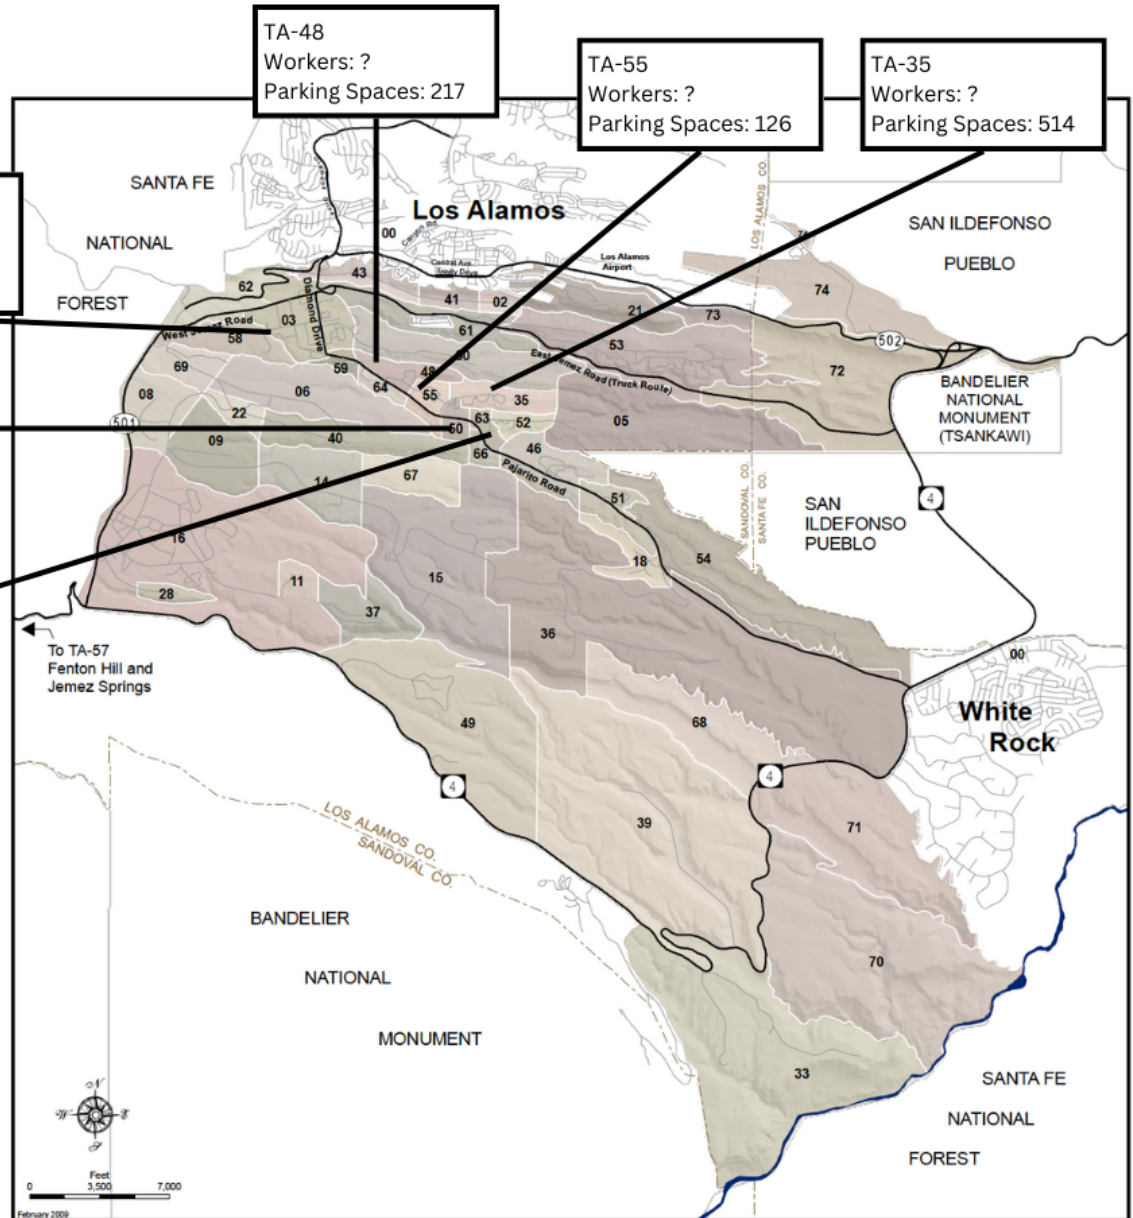 TA-48
Workers: ?
Parking Spaces: 217
TA-55
Workers: ?
Parking Spaces: 126
TA-35
Workers: ?
Parking Spaces: 514
SANTA FE
NATIONAL
FOREST
Los Alamos
00
Canyon Rd.
Central Ave.
Trinity Drive
Los Alamos
Airport
LOS ALAMOS CO.
SAN ILDEFONSO
PUEBLO
74
43
62
41
02
21
73
Diamond Drive
03
West Jemez Road
58
61
53
502
72
East Jemez Road (Truck Route)
BANDELIER
NATIONAL
MONUMENT
(TSANKAWI)
69
59
64
48
55
35
08
06
22
63
52
05
501
09
40
50
66
46
Pajarito Road
67
14
51
SANDOVAL CO.
SANTA FE CO.
SAN
ILDEFONSO
PUEBLO
4
16
18
54
15
11
28
37
36
To TA-57
Fenton Hill and
Jemez Springs
00
White
Rock
49
68
4
4
39
71
LOS ALAMOS CO.
SANDOVAL CO.
BANDELIER
NATIONAL
MONUMENT
70
33
SANTA FE
NATIONAL
FOREST
N
W
Feet
0 3,500 7,000
February 2009